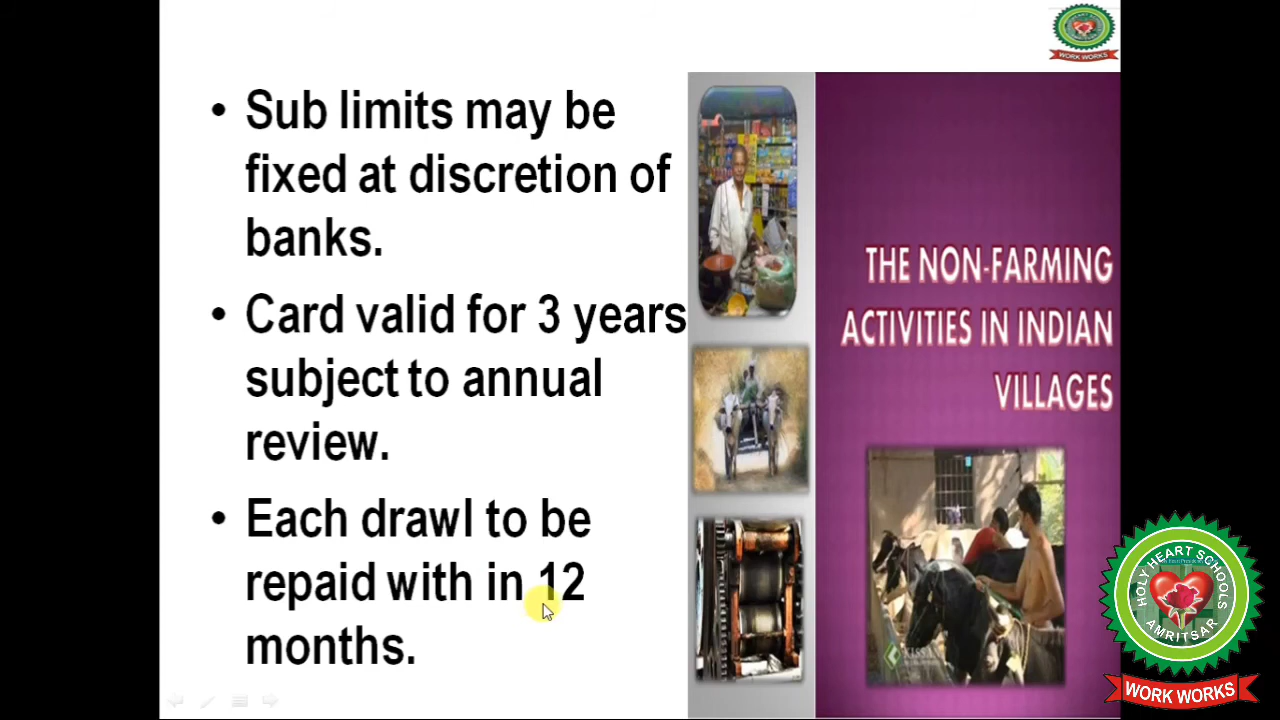 • Sub limits may be
fixed at discretion of
banks.
• Card valid for 3 years
subject to annual
review.
• Each drawl to be
repaid with in 12
months.
THE NON-FARMING
ACTIVITIES IN INDIAN
VILLAGES
WORK WORKS
HOLY HEART SCHOOLS
AMRITSAR
WORK WORKS